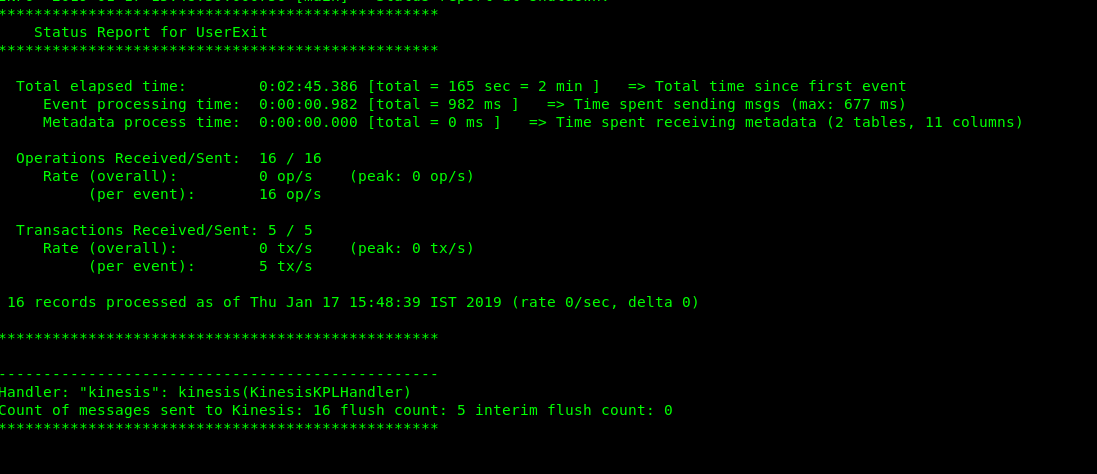 *************************************************
    Status Report for UserExit
*************************************************
  Total elapsed time:        0:02:45.386 [total = 165 sec = 2 min ]   => Total time since first event
     Event processing time:  0:00:00.982 [total = 982 ms ]   => Time spent sending msgs (max: 677 ms)
     Metadata process time:  0:00:00.000 [total = 0 ms ]   => Time spent receiving metadata (2 tables, 11 columns)
  Operations Received/Sent:  16 / 16
     Rate (overall):         0 op/s    (peak: 0 op/s)
          (per event):       16 op/s
  Transactions Received/Sent: 5 / 5
     Rate (overall):         0 tx/s    (peak: 0 tx/s)
          (per event):       5 tx/s
 16 records processed as of Thu Jan 17 15:48:39 IST 2019 (rate 0/sec, delta 0)
*************************************************
-------------------------------------------------
Handler: "kinesis": kinesis(KinesisKPLHandler)
Count of messages sent to Kinesis: 16 flush count: 5 interim flush count: 0
*************************************************